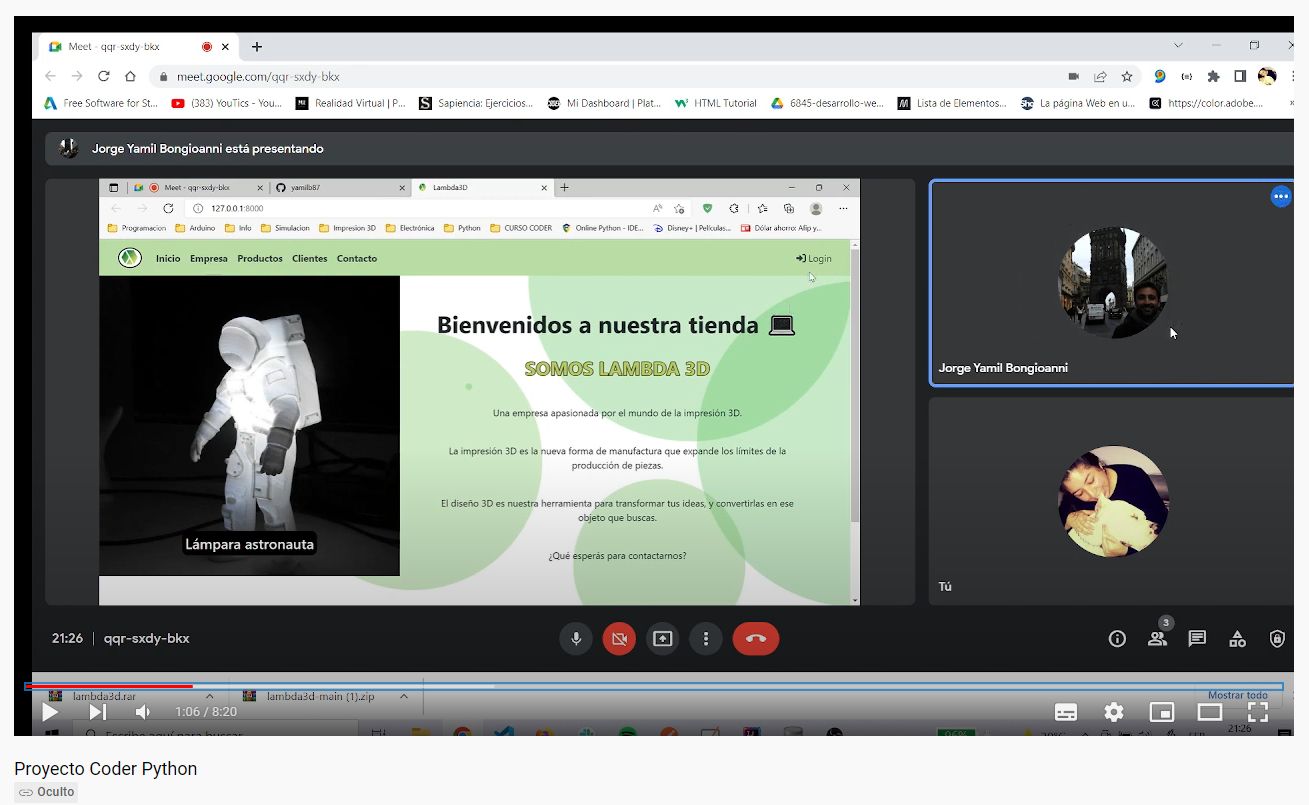 Meet - qqr-sxdy-bkx
meet.google.com/qqr-sxdy-bkx
Free Software for St... (383) YouTics - You... Realidad Virtual | P... Sapiencia: Ejercicios... Mi Dashboard | Plat... HTML Tutorial 6845-desarrollo-we... Lista de Elementos... La página Web en u... https://color.adobe....
Jorge Yamil Bongioanni está presentando
Meet - qqr-sxdy-bkx yamilb87 Lambda3D
127.0.0.1:8000
Programacion Arduino Info Simulacion Impresion 3D Electrónica Python CURSO CODER Online Python - IDE... Disney+ | Películas... Dólar ahorro: Afip y...
Inicio Empresa Productos Clientes Contacto Login
Bienvenidos a nuestra tienda
SOMOS LAMBDA 3D
Una empresa apasionada por el mundo de la impresión 3D.
La impresión 3D es la nueva forma de manufactura que expande los límites de la
producción de piezas.
El diseño 3D es nuestra herramienta para transformar tus ideas, y convertirlas en ese
objeto que buscas.
¿Qué esperás para contactarnos?
Lámpara astronauta
Jorge Yamil Bongioanni
Tú
21:26 | qqr-sxdy-bkx
3
lambda3d.rar lambda3d-main (1).zip Mostrar todo
1:06 / 8:20
Escribe aquí para buscar
96%
21:26
Proyecto Coder Python
Oculto